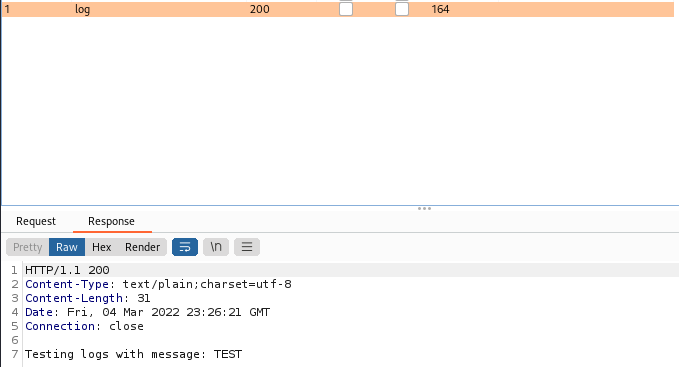 1 log 200 164
Request Response
Pretty Raw Hex Render \n
1 HTTP/1.1 200
2 Content-Type: text/plain;charset=utf-8
3 Content-Length: 31
4 Date: Fri, 04 Mar 2022 23:26:21 GMT
5 Connection: close
6
7 Testing logs with message: TEST